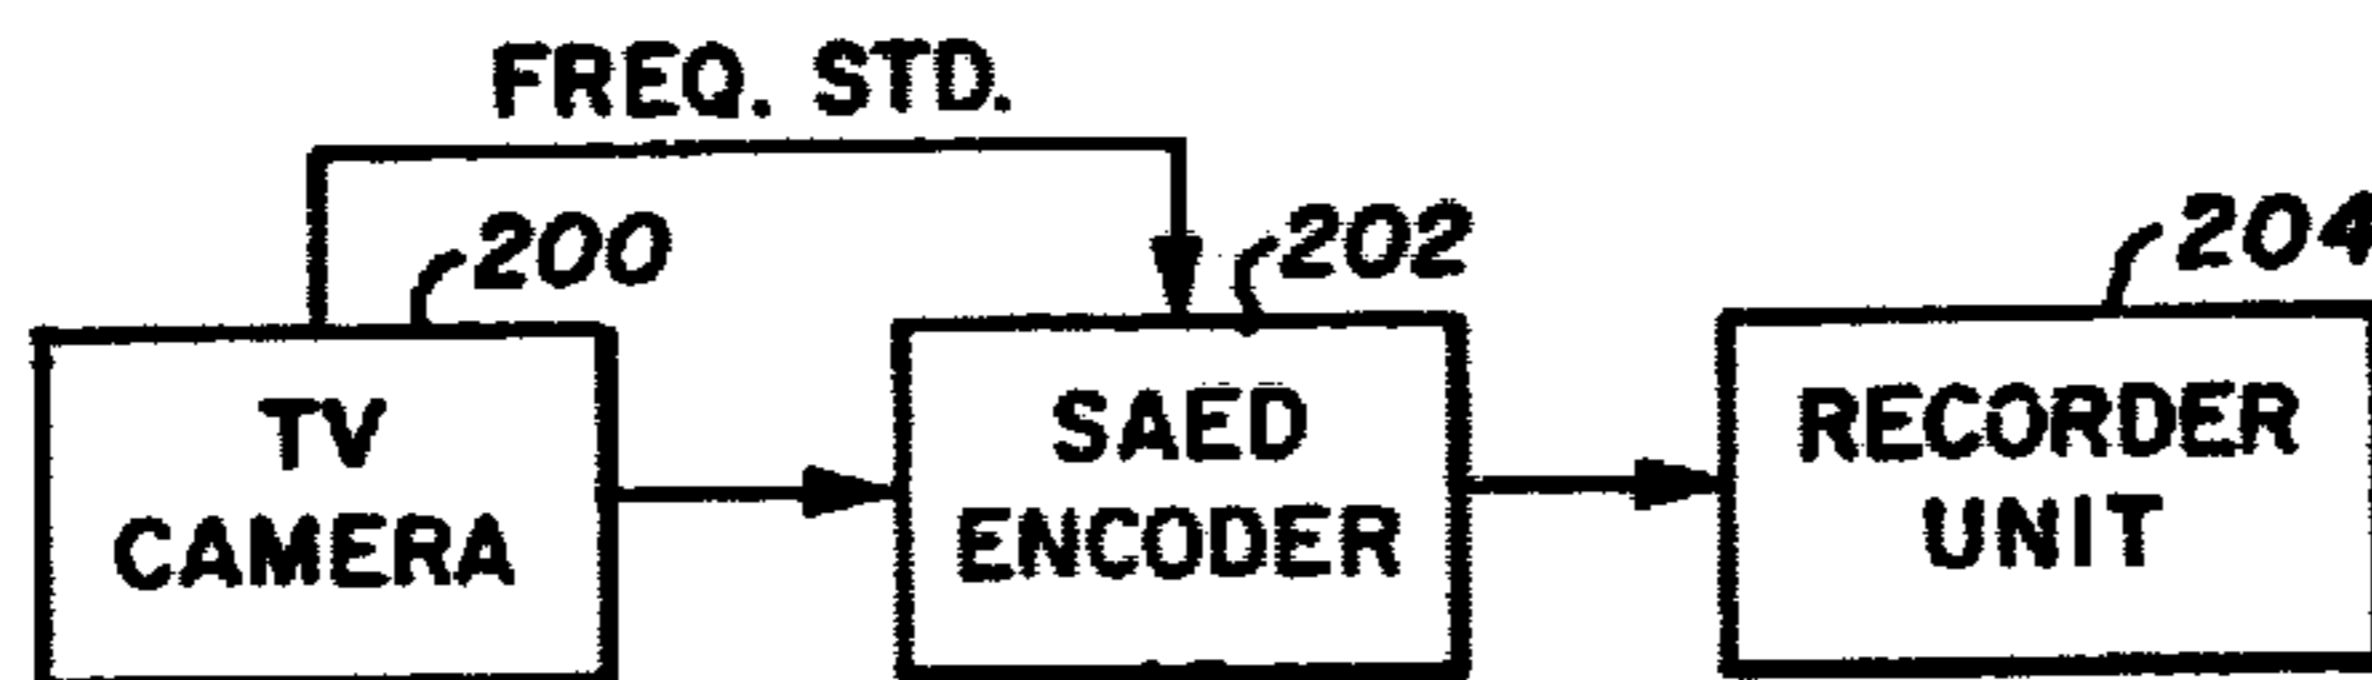 FREQ. STD.
200
202
204
TV
CAMERA
SAED
ENCODER
RECORDER
UNIT